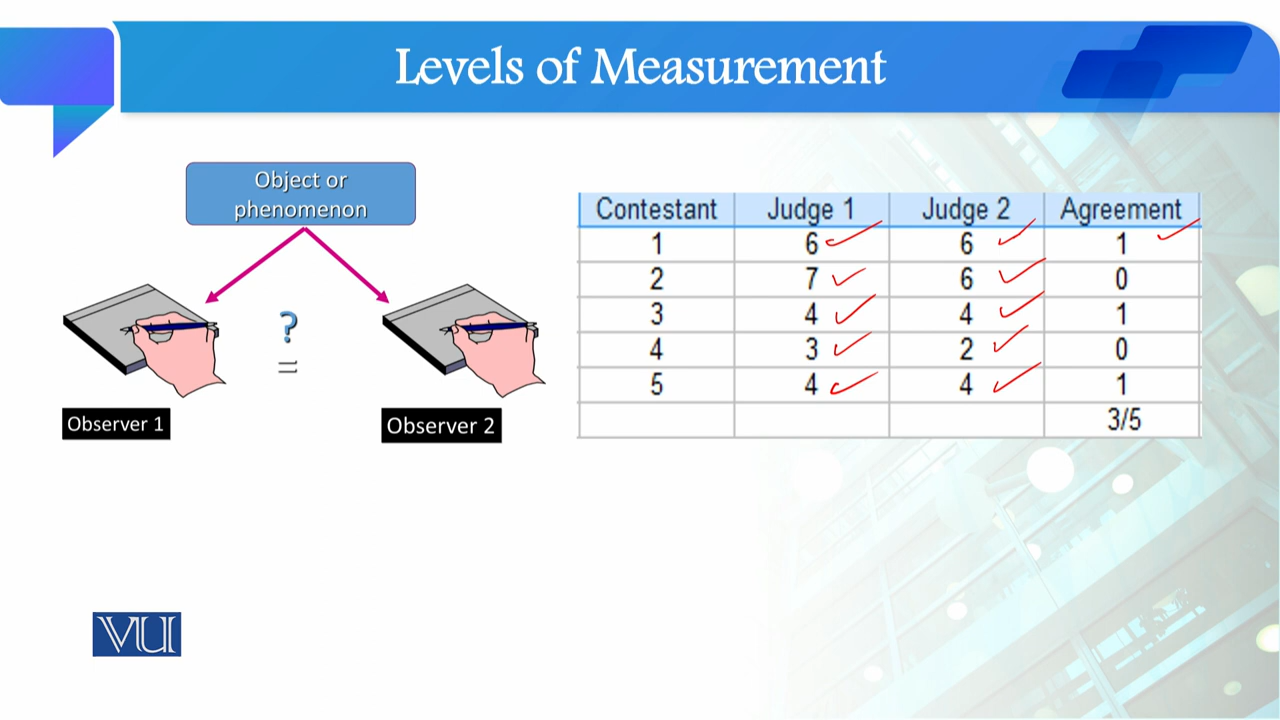 Levels of Measurement
Object or
phenomenon
?
=
Observer 1
Observer 2
Contestant Judge 1 Judge 2 Agreement
1 6 6 1
2 7 6 0
3 4 4 1
4 3 2 0
5 4 4 1
3/5
VU